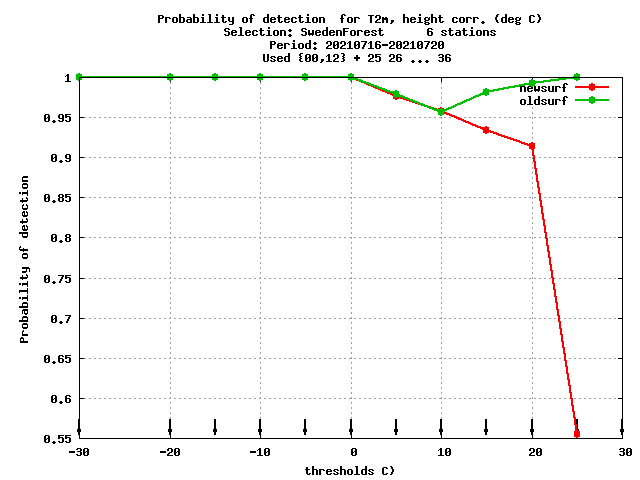 Probability of detection  for T2m, height corr. (deg C)
Selection: SwedenForest      6 stations
Period: 20210716-20210720
Used {00,12} + 25 26 ... 36
newsurf
oldsurf
Probability of detection
1
0.95
0.9
0.85
0.8
0.75
0.7
0.65
0.6
0.55
-30
-20
-10
0
10
20
30
thresholds C)